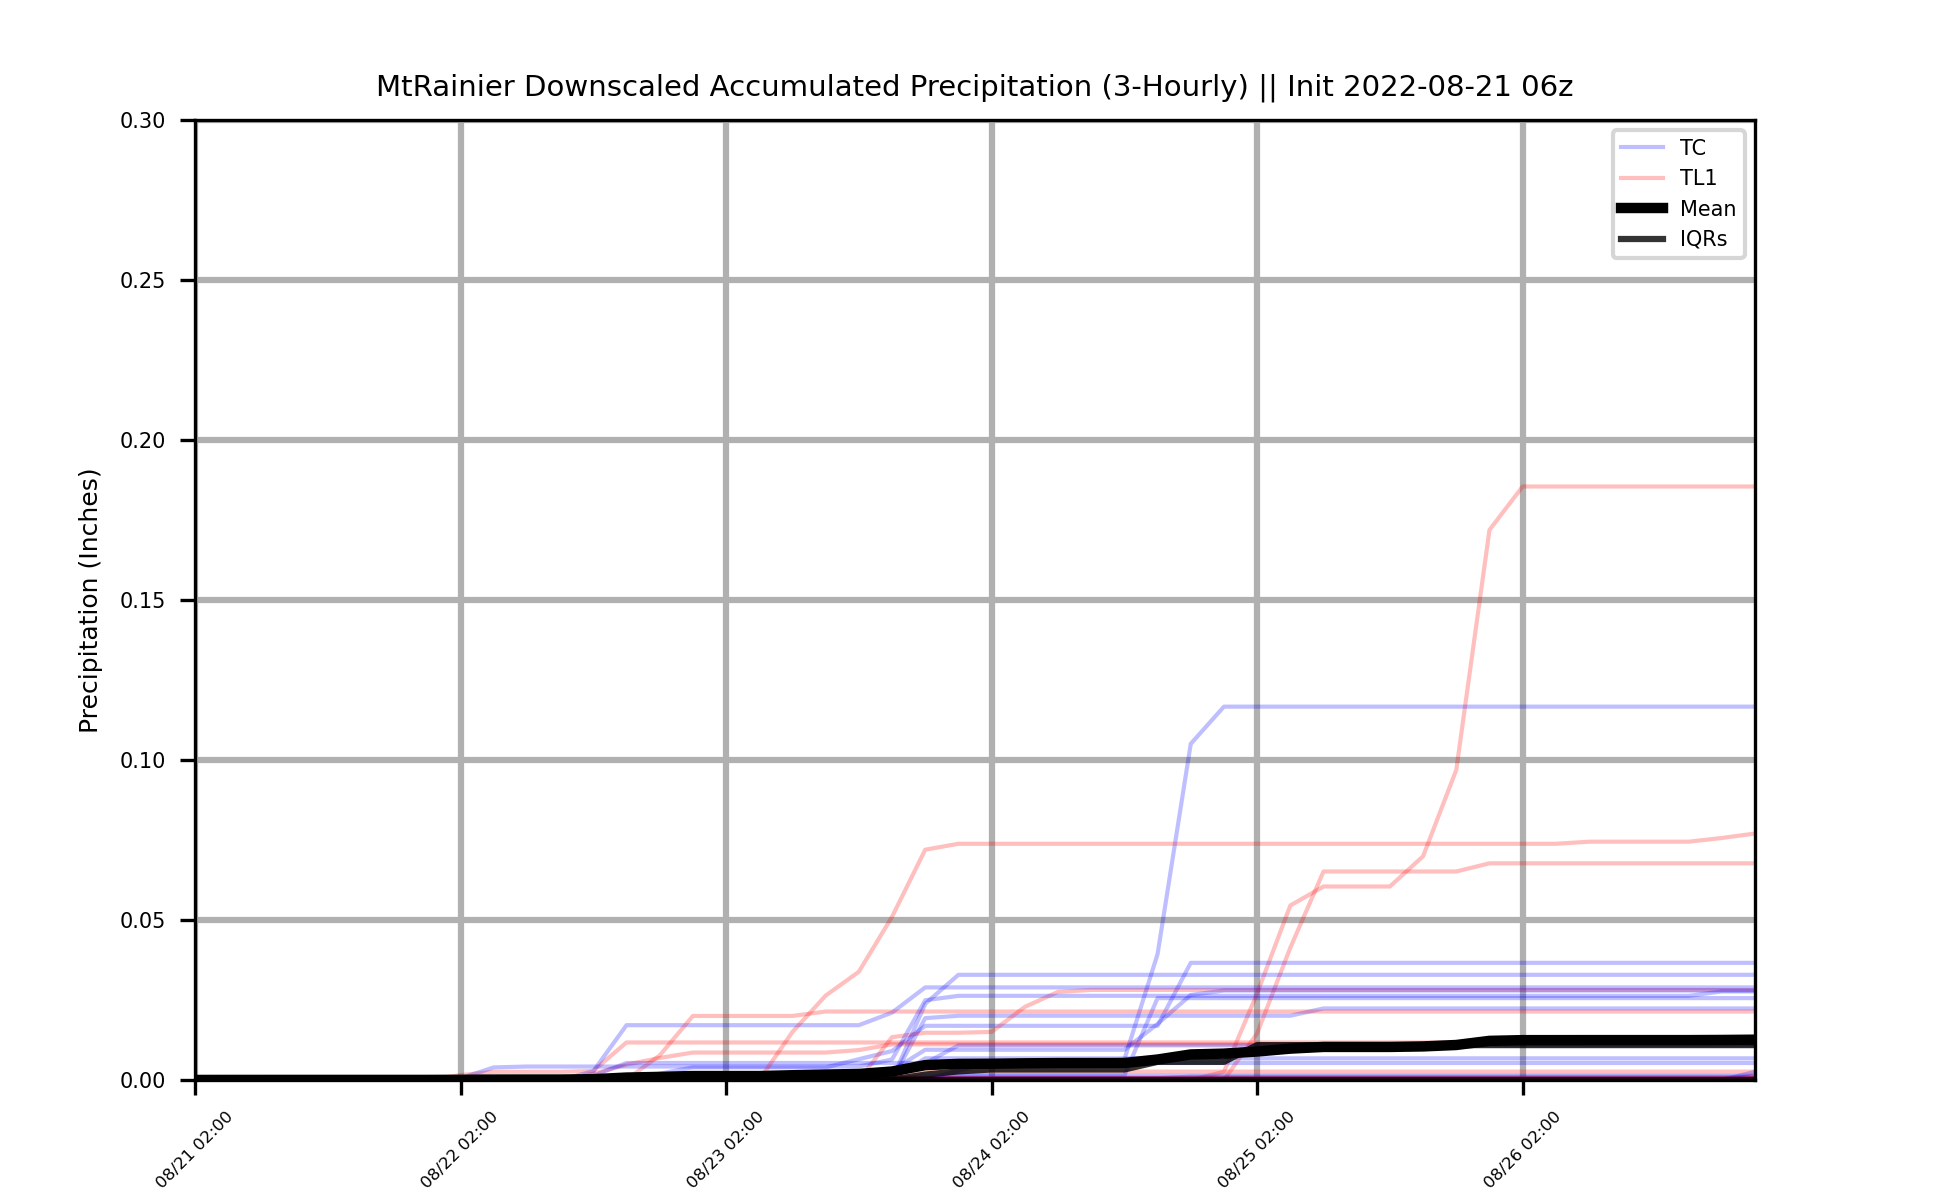 MtRainier Downscaled Accumulated Precipitation (3-Hourly) || Init 2022-08-21 06z
TC
TL1
Mean
IQRs
Precipitation (Inches)
0.30
0.25
0.20
0.15
0.10
0.05
0.00
08/21 02:00
08/22 02:00
08/23 02:00
08/24 02:00
08/25 02:00
08/26 02:00